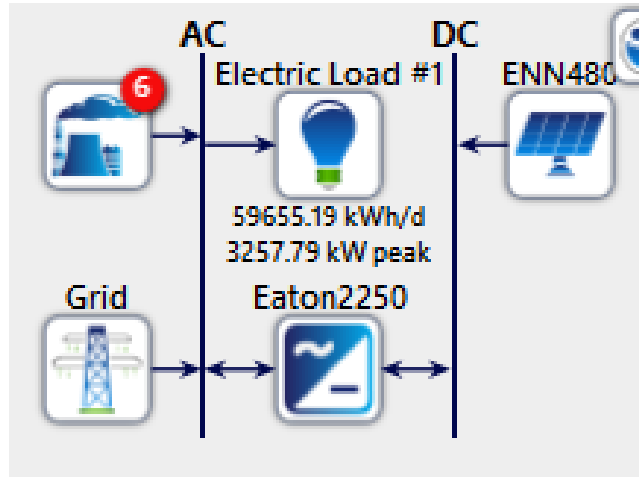 AC
DC
6
Electric Load #1
ENN480
59655.19 kWh/d
3257.79 kW peak
Grid
Eaton2250